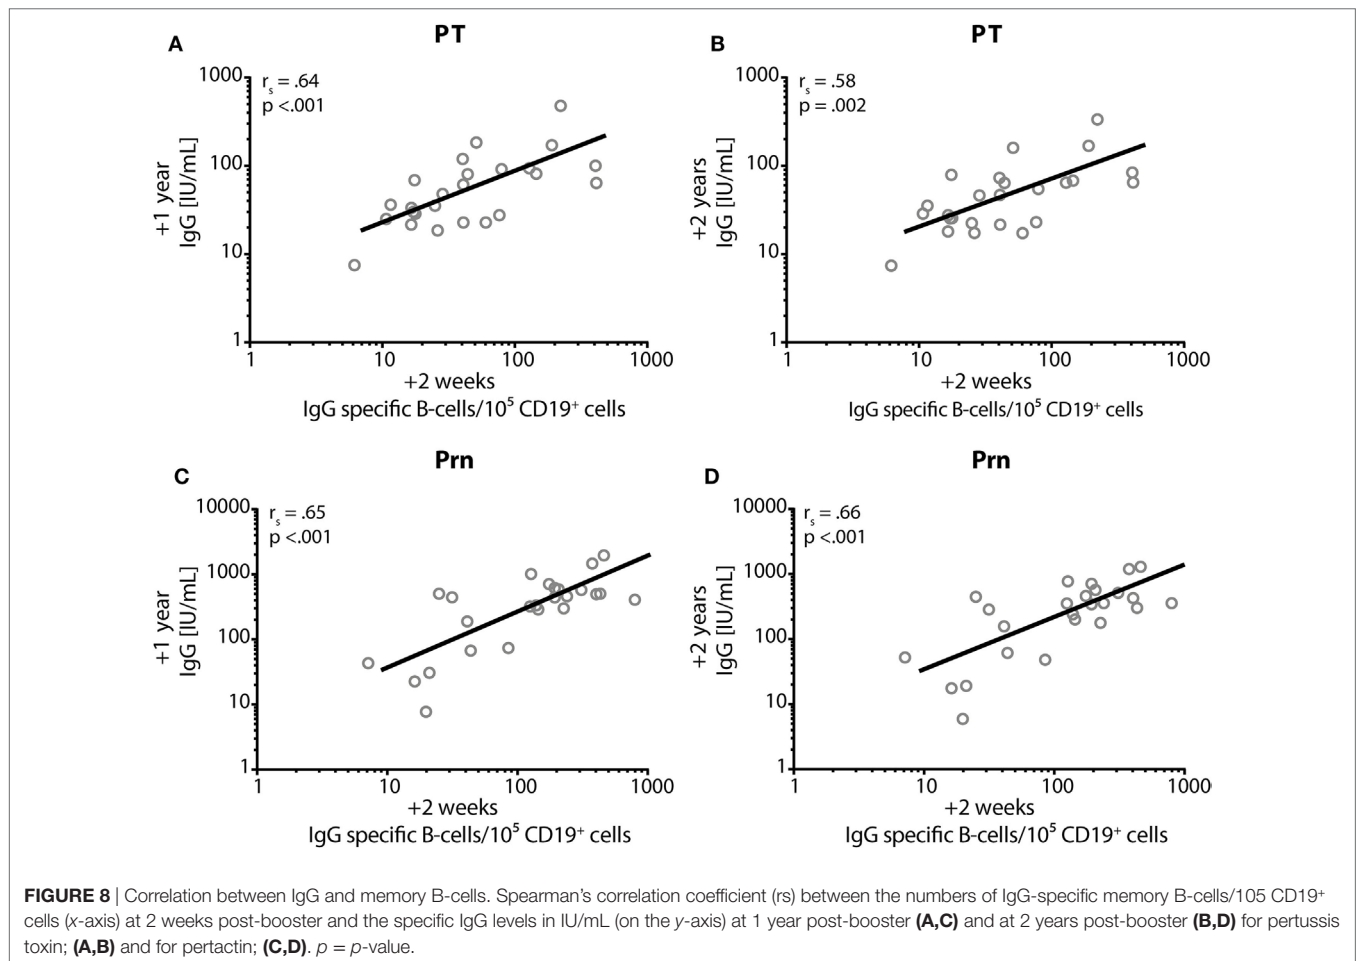 A
PT
r_s = .64
p <.001
+1 year
IgG [IU/mL]
1000
100
10
1
1 10 100 1000
+2 weeks
IgG specific B-cells/10⁵ CD19⁺ cells
B
PT
r_s = .58
p = .002
+2 years
IgG [IU/mL]
1000
100
10
1
1 10 100 1000
+2 weeks
IgG specific B-cells/10⁵ CD19⁺ cells
C
Prn
r_s = .65
p <.001
+1 year
IgG [IU/mL]
10000
1000
100
10
1
1 10 100 1000
+2 weeks
IgG specific B-cells/10⁵ CD19⁺ cells
D
Prn
r_s = .66
p <.001
+2 years
IgG [IU/mL]
10000
1000
100
10
1
1 10 100 1000
+2 weeks
IgG specific B-cells/10⁵ CD19⁺ cells
FIGURE 8 | Correlation between IgG and memory B-cells. Spearman’s correlation coefficient (rs) between the numbers of IgG-specific memory B-cells/105 CD19⁺
cells (x-axis) at 2 weeks post-booster and the specific IgG levels in IU/mL (on the y-axis) at 1 year post-booster (A,C) and at 2 years post-booster (B,D) for pertussis
toxin; (A,B) and for pertactin; (C,D). p = p-value.